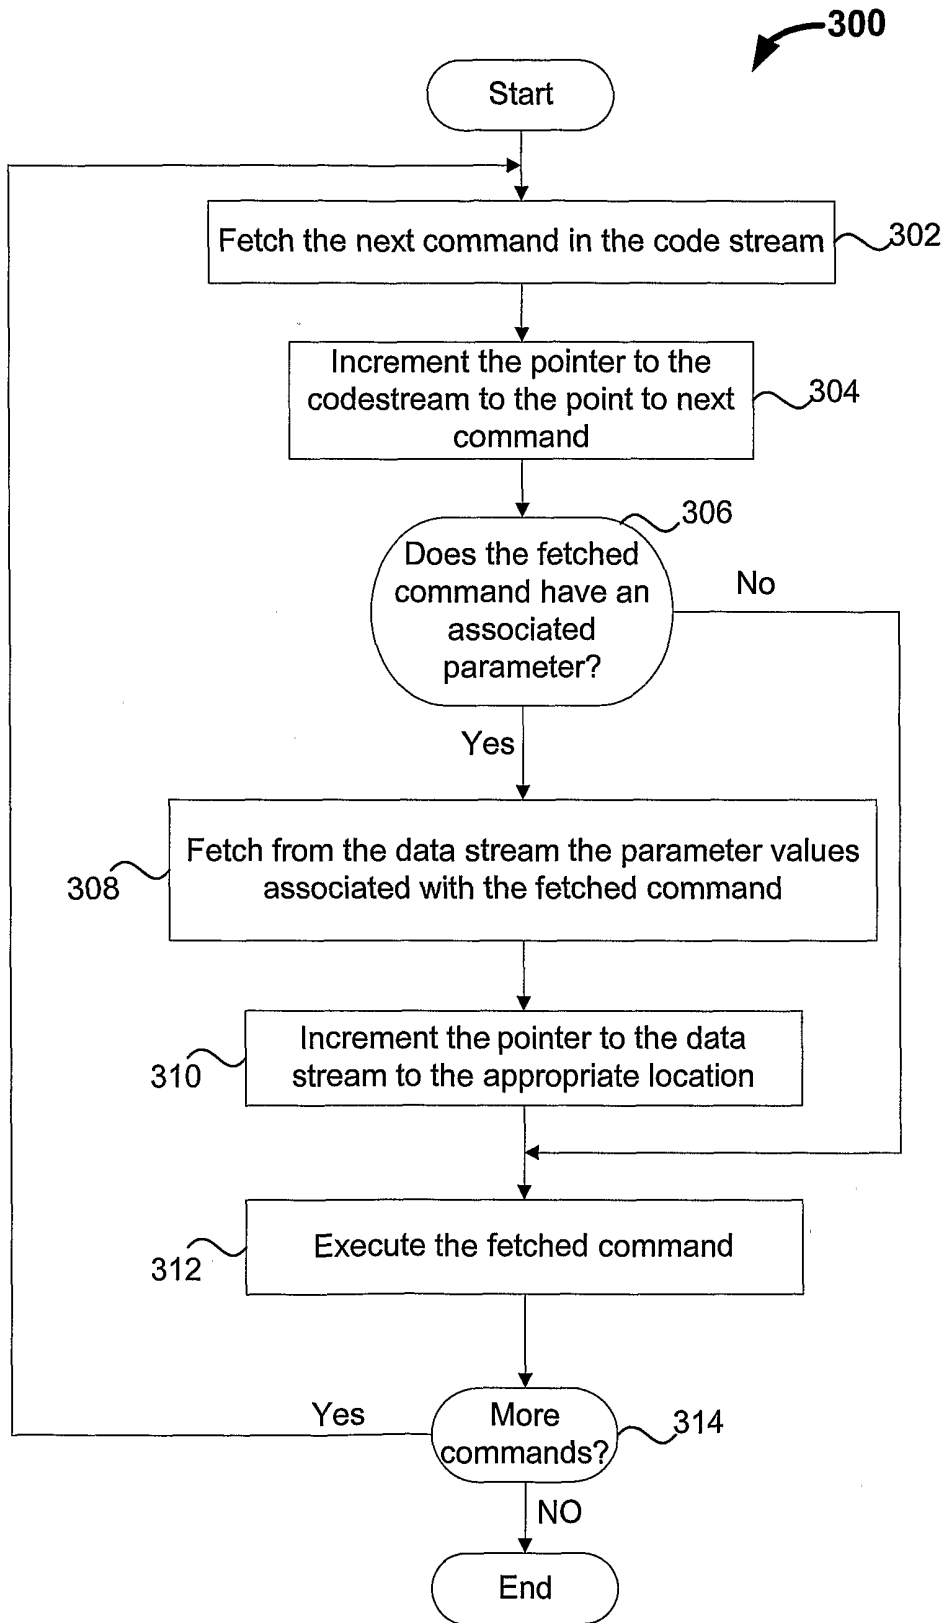 300
Start
Fetch the next command in the code stream
302
Increment the pointer to the
codestream to the point to next
command
304
306
Does the fetched
command have an
associated
parameter?
No
Yes
Fetch from the data stream the parameter values
associated with the fetched command
308
Increment the pointer to the data
stream to the appropriate location
310
Execute the fetched command
312
Yes
More
commands?
314
NO
End